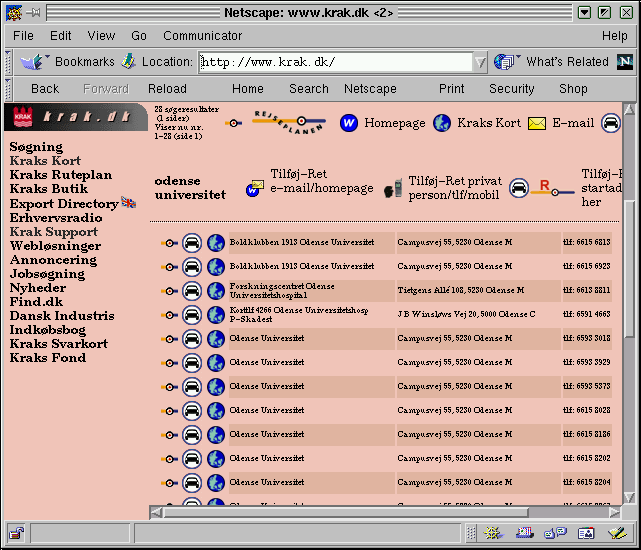 Netscape: www.krak.dk <2>
File Edit View Go Communicator Help
Bookmarks Location: http://www.krak.dk/ What's Related N
Back Forward Reload Home Search Netscape Print Security Shop
KRAK krak.dk
28 søgeresultater
(1 sider)
Viser nu nr.
1-28 (side 1)
REJSEPLANEN W Homepage Kraks Kort E-mail
Søgning
Kraks Kort
Kraks Ruteplan
Kraks Butik
Export Directory
Erhvervsradio
Krak Support
Webløsninger
Annoncering
Jobsøgning
Nyheder
Find.dk
Dansk Industris
Indkøbsbog
Kraks Svarkort
Kraks Fond
odense
universitet
W Tilføj-Ret
e-mail/homepage
Tilføj-Ret privat
person/tlf/mobil
R
startad
her
Boldklubben 1913 Odense Universitet Campusvej 55, 5230 Odense M tlf: 6615 6813
Boldklubben 1913 Odense Universitet Campusvej 55, 5230 Odense M tlf: 6615 6923
Forskningscentret Odense
Universitetshospital Tietgens Allé 108, 5230 Odense M tlf: 6613 8811
Korttlf 4266 Odense Universitetshosp
P-Skadest J B Winsløws Vej 20, 5000 Odense C tlf: 6591 4663
Odense Universitet Campusvej 55, 5230 Odense M tlf: 6593 3018
Odense Universitet Campusvej 55, 5230 Odense M tlf: 6593 3929
Odense Universitet Campusvej 55, 5230 Odense M tlf: 6593 5373
Odense Universitet Campusvej 55, 5230 Odense M tlf: 6615 8028
Odense Universitet Campusvej 55, 5230 Odense M tlf: 6615 8186
Odense Universitet Campusvej 55, 5230 Odense M tlf: 6615 8202
Odense Universitet Campusvej 55, 5230 Odense M tlf: 6615 8204